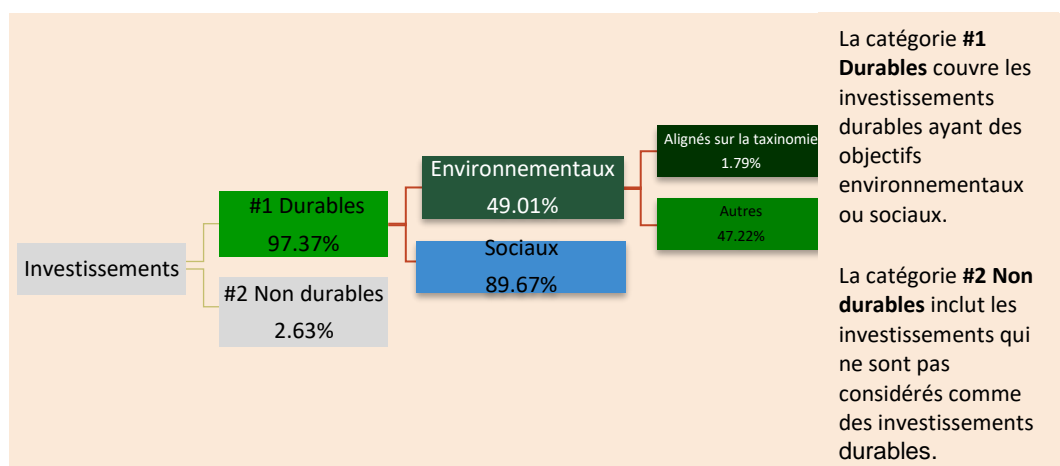 Investissements
#1 Durables
97.37%
#2 Non durables
2.63%
Environnementaux
49.01%
Sociaux
89.67%
Alignés sur la taxinomie
1.79%
Autres
47.22%
La catégorie #1
Durables couvre les
investissements
durables ayant des
objectifs
environnementaux
ou sociaux.
La catégorie #2 Non
durables inclut les
investissements qui
ne sont pas
considérés comme
des investissements
durables.